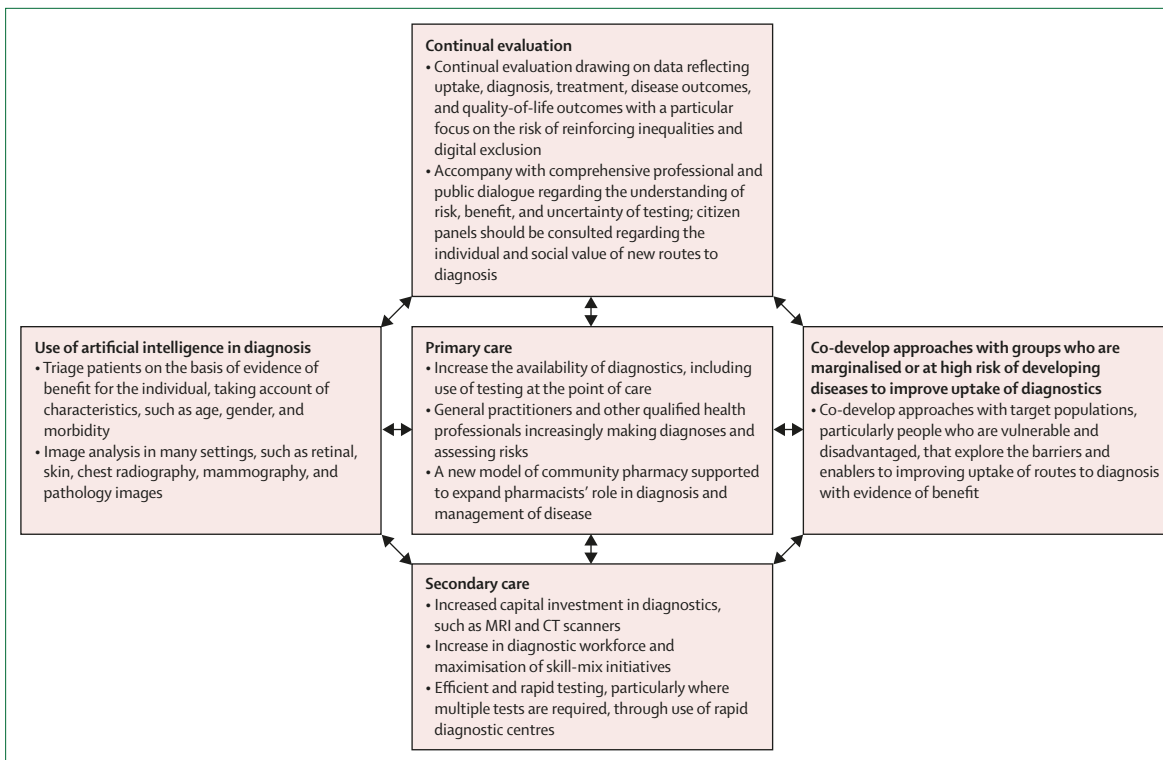 Continual evaluation
• Continual evaluation drawing on data reflecting
uptake, diagnosis, treatment, disease outcomes,
and quality-of-life outcomes with a particular
focus on the risk of reinforcing inequalities and
digital exclusion
• Accompany with comprehensive professional and
public dialogue regarding the understanding of
risk, benefit, and uncertainty of testing; citizen
panels should be consulted regarding the
individual and social value of new routes to
diagnosis
Use of artificial intelligence in diagnosis
• Triage patients on the basis of evidence of
benefit for the individual, taking account of
characteristics, such as age, gender, and
morbidity
• Image analysis in many settings, such as retinal,
skin, chest radiography, mammography, and
pathology images
Primary care
• Increase the availability of diagnostics, including
use of testing at the point of care
• General practitioners and other qualified health
professionals increasingly making diagnoses and
assessing risks
• A new model of community pharmacy supported
to expand pharmacists’ role in diagnosis and
management of disease
Co-develop approaches with groups who are
marginalised or at high risk of developing
diseases to improve uptake of diagnostics
• Co-develop approaches with target populations,
particularly people who are vulnerable and
disadvantaged, that explore the barriers and
enablers to improving uptake of routes to diagnosis
with evidence of benefit
Secondary care
• Increased capital investment in diagnostics,
such as MRI and CT scanners
• Increase in diagnostic workforce and
maximisation of skill-mix initiatives
• Efficient and rapid testing, particularly where
multiple tests are required, through use of rapid
diagnostic centres